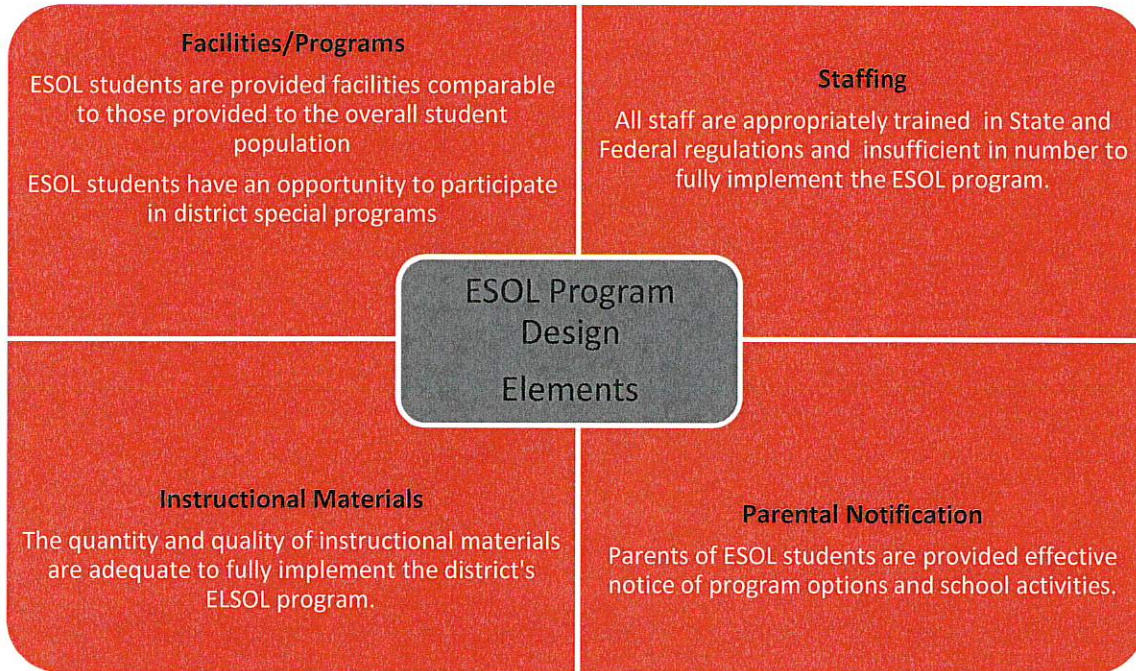 Facilities/Programs
ESOL students are provided facilities comparable
to those provided to the overall student
population
ESOL students have an opportunity to participate
in district special programs
Staffing
All staff are appropriately trained in State and
Federal regulations and insufficient in number to
fully implement the ESOL program.
ESOL Program
Design
Elements
Instructional Materials
The quantity and quality of instructional materials
are adequate to fully implement the district's
ELSOL program.
Parental Notification
Parents of ESOL students are provided effective
notice of program options and school activities.